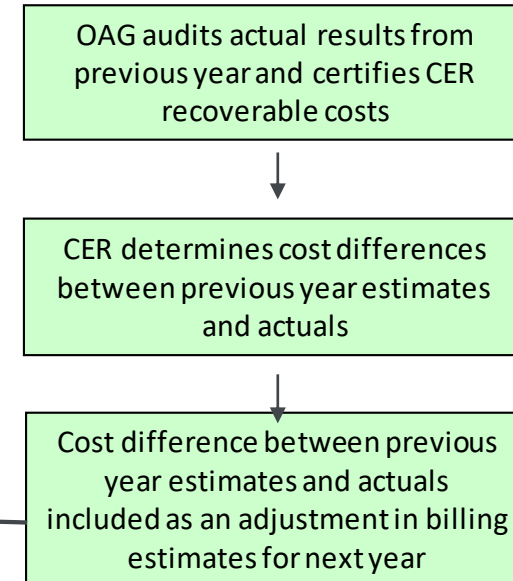 OAG audits actual results from
previous year and certifies CER
recoverable costs
CER determines cost differences
between previous year estimates
and actuals
Cost difference between previous
year estimates and actuals
included as an adjustment in billing
estimates for next year